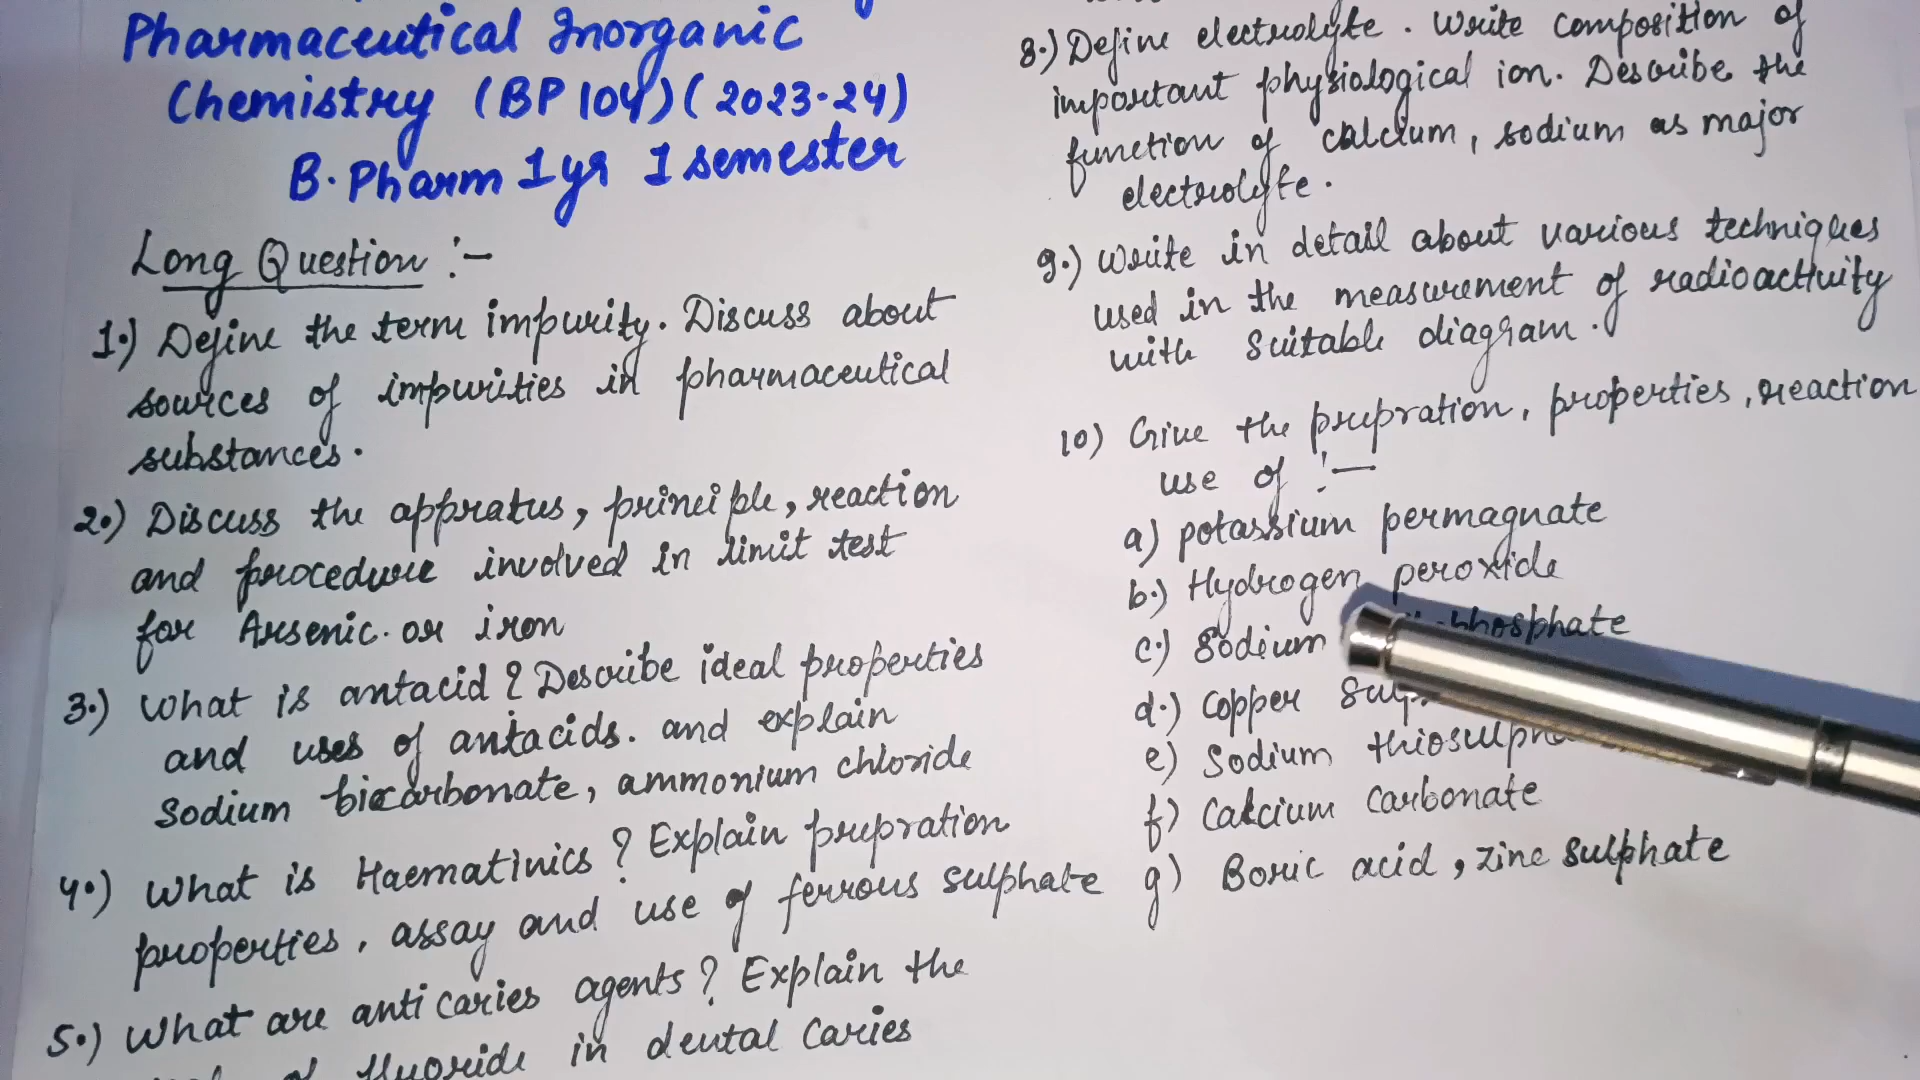 Pharmaceutical Inorganic
Chemistry (BP 104) (2023-24)
B. Pharm 1 yr 1 semester
Long Question :-
1.) Define the term impurity. Discuss about
sources of impurities in pharmaceutical
substances.
2.) Discuss the appratus, principle, reaction
and procedure involved in limit test
for Arsenic. or iron
3.) What is antacid ? Describe ideal properties
and uses of antacids. and explain
Sodium bicarbonate, ammonium chloride
4.) What is Haematinics ? Explain prepration
properties, assay and use of ferrous sulphate
5.) What are anti caries agents ? Explain the
of fluoride in dental caries
8.) Define electrolyte . Write composition of
important physiological ion. Describe the
function of calcium, sodium as major
electrolyte.
9.) Write in detail about various techniques
used in the measurement of radioactivity
with suitable diagram.
10) Give the prepration, properties, reaction
use of :-
a) potassium permagnate
b.) Hydrogen peroxide
c.) Sodium
d.) Copper
e) Sodium
f) Calcium Carbonate
g) Boric acid, zinc sulphate